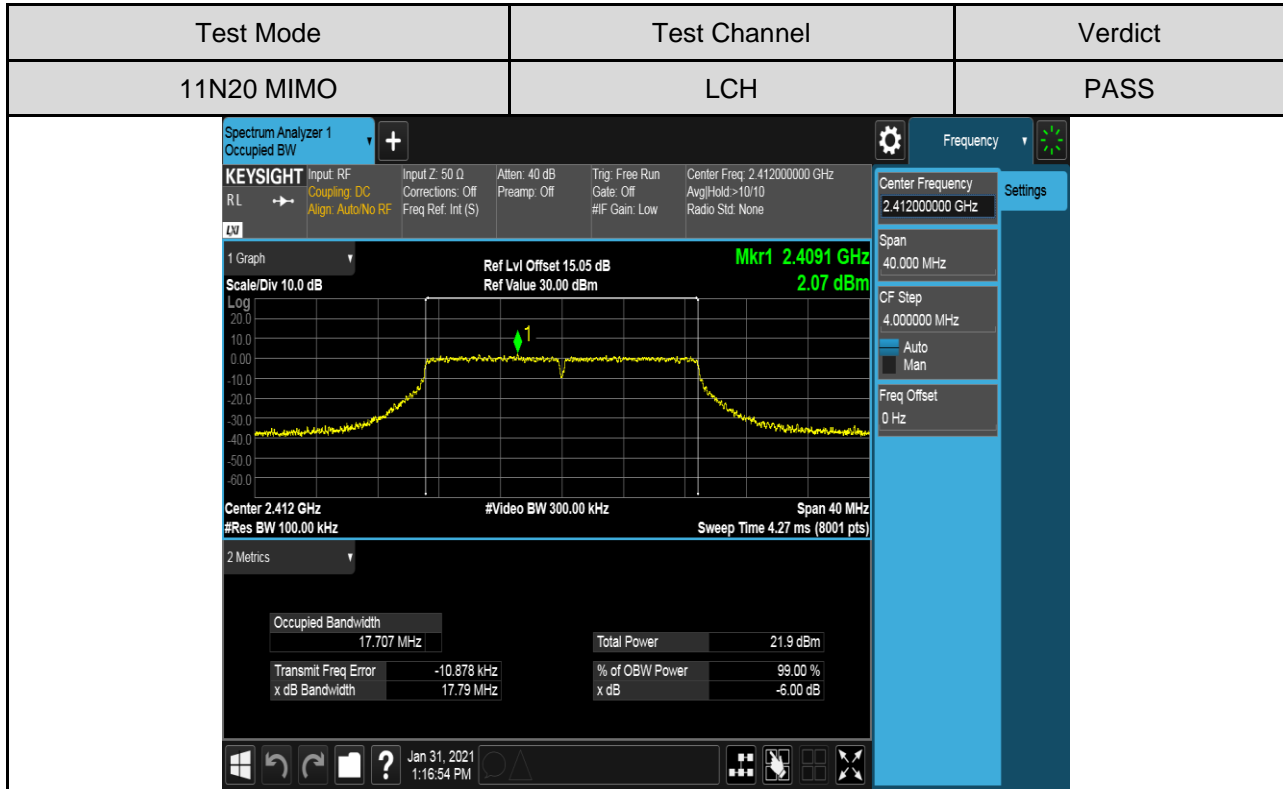 Test Mode Test Channel Verdict
11N20 MIMO LCH PASS
Spectrum Analyzer 1
Occupied BW
+
Frequency
KEYSIGHT Input: RF Input Z: 50 Ω Atten: 40 dB Trig: Free Run Center Freq: 2.412000000 GHz
RL Coupling: DC Corrections: Off Preamp: Off Gate: Off Avg|Hold:>10/10
Align: Auto/No RF Freq Ref: Int (S) #IF Gain: Low Radio Std: None
LXI
Center Frequency
2.412000000 GHz
Settings
Span
40.000 MHz
CF Step
4.000000 MHz
Auto
Man
Freq Offset
0 Hz
1 Graph
Ref Lvl Offset 15.05 dB
Mkr1 2.4091 GHz
Scale/Div 10.0 dB Ref Value 30.00 dBm 2.07 dBm
Log
20.0
10.0
0.00
-10.0
-20.0
-30.0
-40.0
-50.0
-60.0
1
Center 2.412 GHz #Video BW 300.00 kHz Span 40 MHz
#Res BW 100.00 kHz Sweep Time 4.27 ms (8001 pts)
2 Metrics
Occupied Bandwidth
17.707 MHz
Total Power 21.9 dBm
Transmit Freq Error -10.878 kHz % of OBW Power 99.00 %
x dB Bandwidth 17.79 MHz x dB -6.00 dB
?
Jan 31, 2021
1:16:54 PM